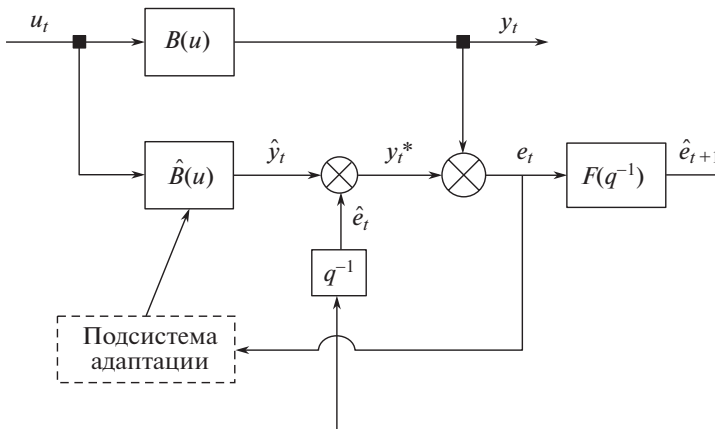 u_t
B(u)
y_t
B̂(u)
ŷ_t
y_t*
e_t
F(q⁻¹)
ê_{t+1}
ê_t
q⁻¹
Подсистема
адаптации